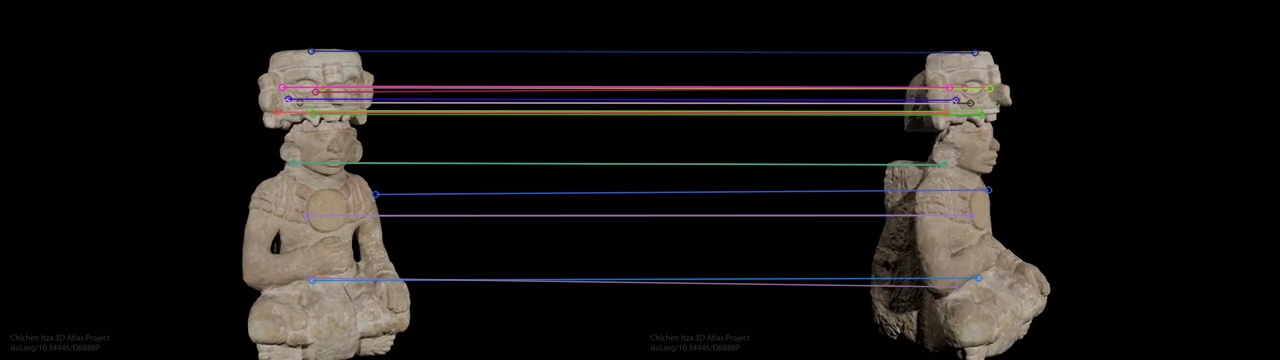 Chichen Itza 3D Atlas Project
doi.org/10.34946/D6B88P
Chichen Itza 3D Atlas Project
doi.org/10.34946/D6B88P